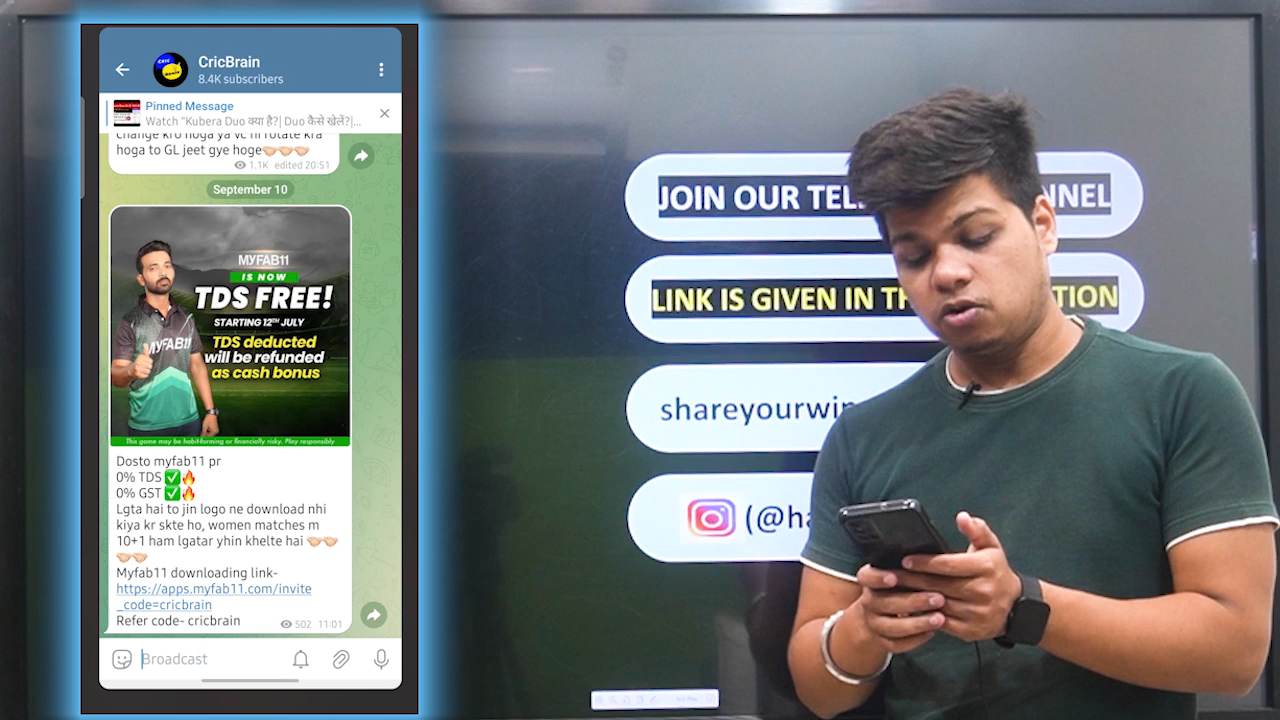 CricBrain
8.4K subscribers
Pinned Message
Watch "Kubera Duo क्या है?| Duo कैसे खेलें?|...
change kro hoga ya vc hi rotate kra
hoga to GL jeet gye hoge🤝🏻🤝🏻🤝🏻
1.1K edited 20:51
September 10
MYFAB11
IS NOW
TDS FREE!
STARTING 12TH JULY
TDS deducted
will be refunded
as cash bonus
MYFAB11
This game may be habit-forming or financially risky. Play responsibly
Dosto myfab11 pr
0% TDS ✅🔥
0% GST ✅🔥
Lgta hai to jin logo ne download nhi
kiya kr skte ho, women matches m
10+1 ham lgatar yhin khelte hai 🤝🏻🤝🏻
🤝🏻🤝🏻
Myfab11 downloading link-
https://apps.myfab11.com/invite
_code=cricbrain
Refer code- cricbrain
502 11:01
Broadcast
JOIN OUR TEL NNEL
LINK IS GIVEN IN TH TION
shareyourwin
(@ha